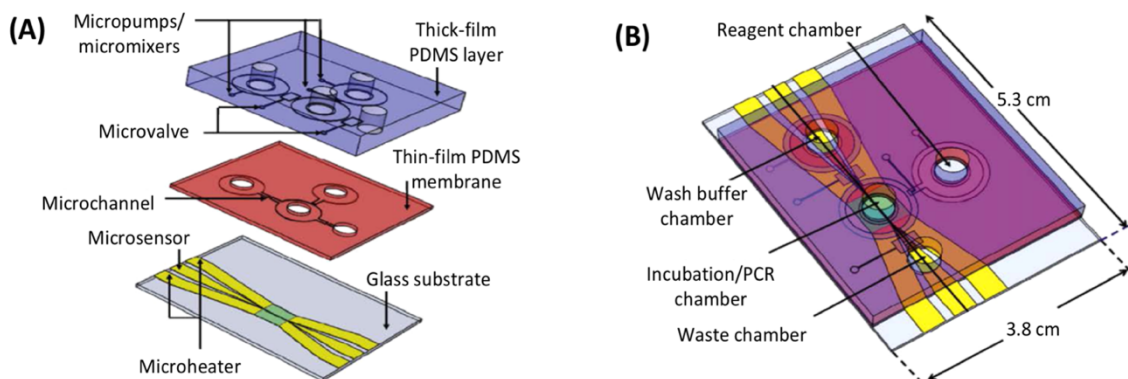 (A)
Micropumps/
micromixers
Thick-film
PDMS layer
Microvalve
Thin-film PDMS
membrane
Microchannel
Microsensor
Glass substrate
Microheater
(B)
Reagent chamber
5.3 cm
Wash buffer
chamber
Incubation/PCR
chamber
Waste chamber
3.8 cm